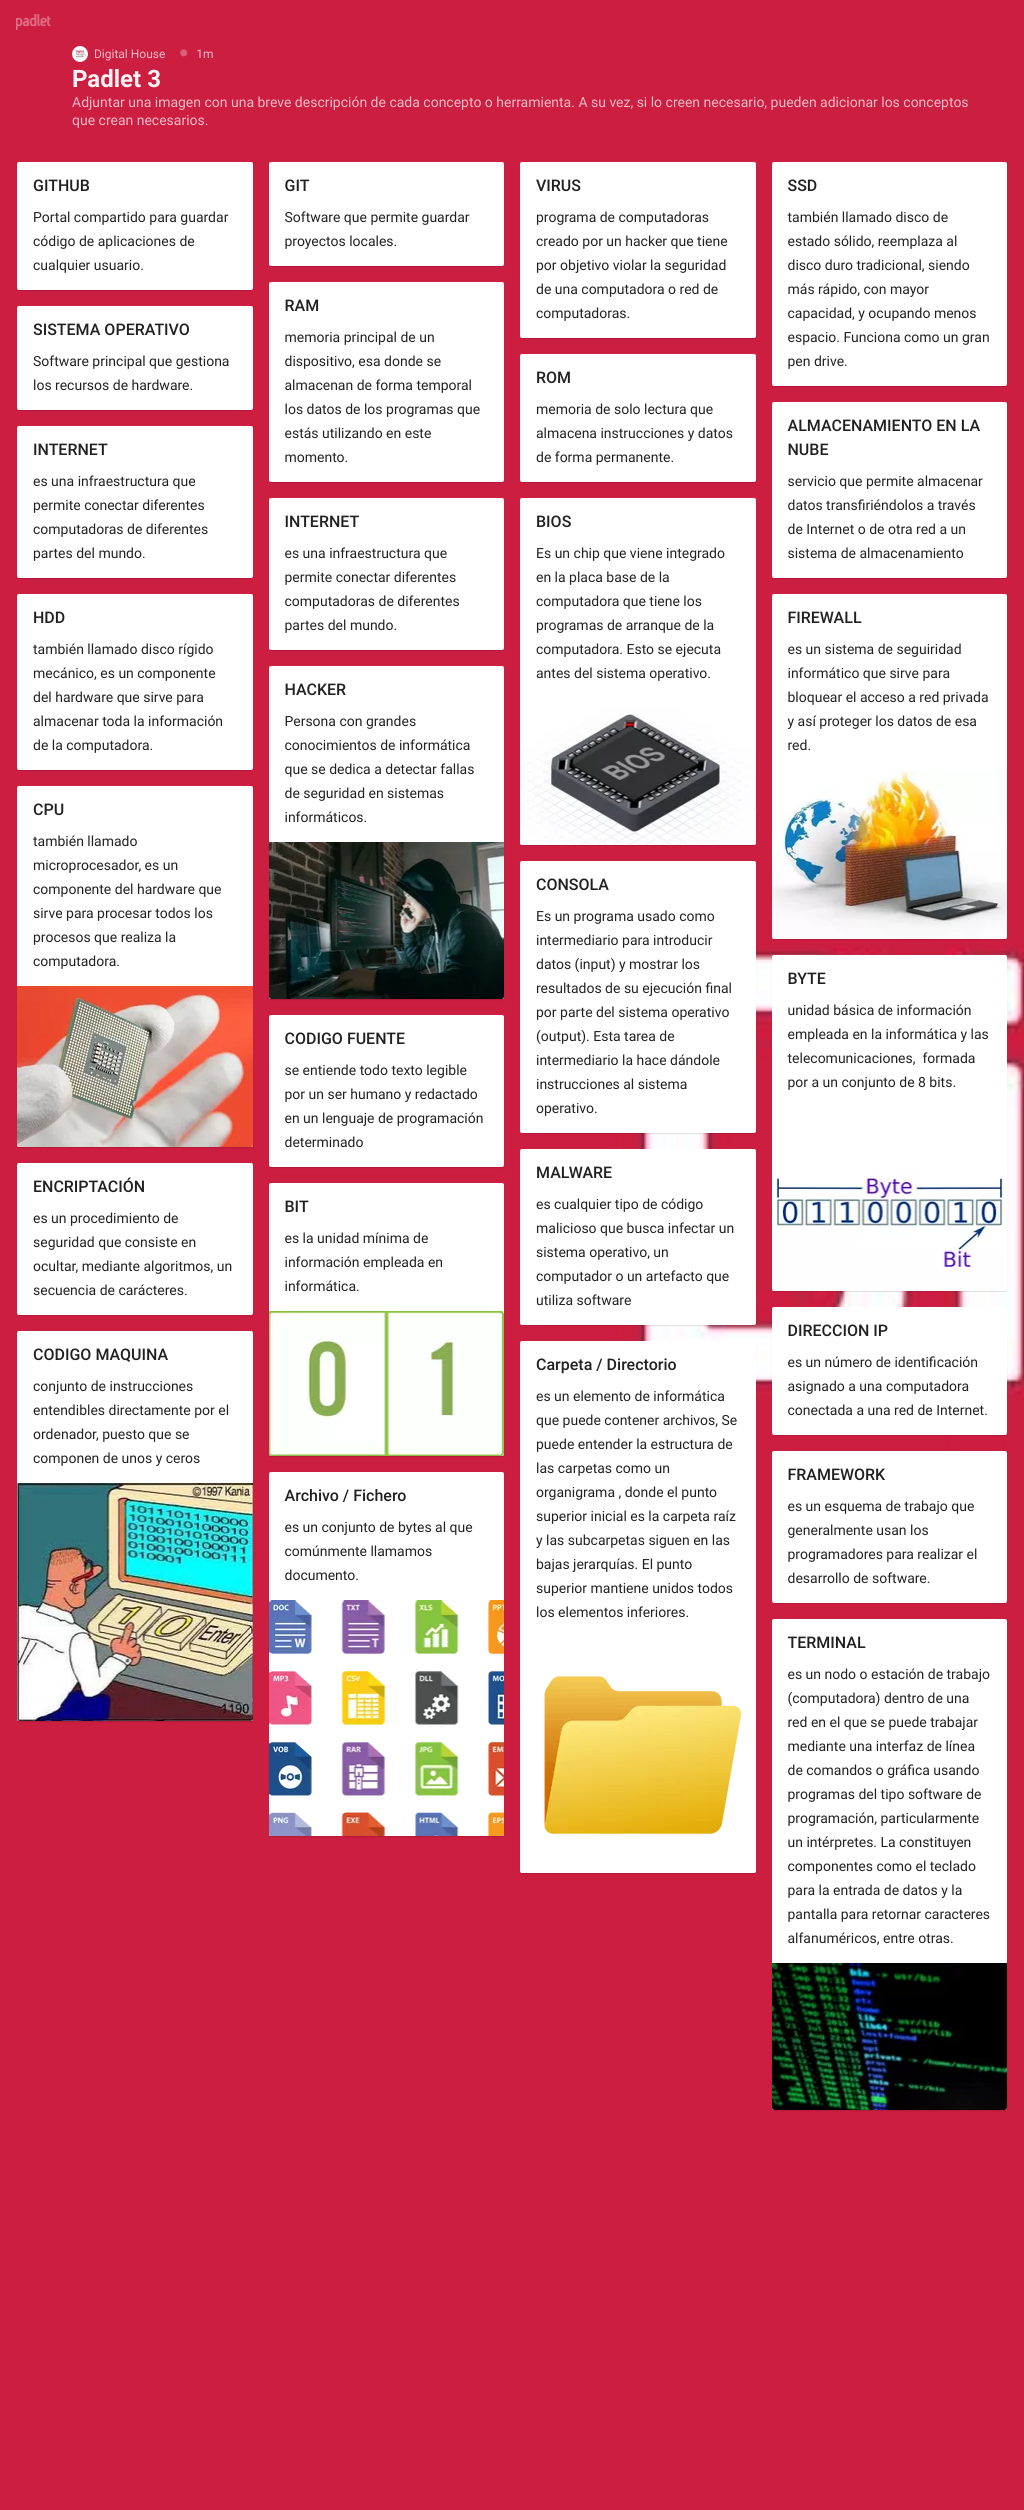 padlet
Digital House
1m
Padlet 3
Adjuntar una imagen con una breve descripción de cada concepto o herramienta. A su vez, si lo creen necesario, pueden adicionar los conceptos
que crean necesarios.
GITHUB
Portal compartido para guardar
código de aplicaciones de
cualquier usuario.
SISTEMA OPERATIVO
Software principal que gestiona
los recursos de hardware.
INTERNET
es una infraestructura que
permite conectar diferentes
computadoras de diferentes
partes del mundo.
HDD
también llamado disco rígido
mecánico, es un componente
del hardware que sirve para
almacenar toda la información
de la computadora.
CPU
también llamado
microprocesador, es un
componente del hardware que
sirve para procesar todos los
procesos que realiza la
computadora.
ENCRIPTACIÓN
es un procedimiento de
seguridad que consiste en
ocultar, mediante algoritmos, un
secuencia de carácteres.
CODIGO MAQUINA
conjunto de instrucciones
entendibles directamente por el
ordenador, puesto que se
componen de unos y ceros
©1997 Kania
101110110000
010010100010
010010100100
010001
1 0 Enter
1190
GIT
Software que permite guardar
proyectos locales.
RAM
memoria principal de un
dispositivo, esa donde se
almacenan de forma temporal
los datos de los programas que
estás utilizando en este
momento.
INTERNET
es una infraestructura que
permite conectar diferentes
computadoras de diferentes
partes del mundo.
HACKER
Persona con grandes
conocimientos de informática
que se dedica a detectar fallas
de seguridad en sistemas
informáticos.
CODIGO FUENTE
se entiende todo texto legible
por un ser humano y redactado
en un lenguaje de programación
determinado
BIT
es la unidad mínima de
información empleada en
informática.
0 1
Archivo / Fichero
es un conjunto de bytes al que
comúnmente llamamos
documento.
DOC TXT XLS PPT
W T
MP3 CSV DLL MO
VOB RAR JPG EM
PNG EXE HTML EPS
VIRUS
programa de computadoras
creado por un hacker que tiene
por objetivo violar la seguridad
de una computadora o red de
computadoras.
ROM
memoria de solo lectura que
almacena instrucciones y datos
de forma permanente.
BIOS
Es un chip que viene integrado
en la placa base de la
computadora que tiene los
programas de arranque de la
computadora. Esto se ejecuta
antes del sistema operativo.
BIOS
CONSOLA
Es un programa usado como
intermediario para introducir
datos (input) y mostrar los
resultados de su ejecución final
por parte del sistema operativo
(output). Esta tarea de
intermediario la hace dándole
instrucciones al sistema
operativo.
MALWARE
es cualquier tipo de código
malicioso que busca infectar un
sistema operativo, un
computador o un artefacto que
utiliza software
Carpeta / Directorio
es un elemento de informática
que puede contener archivos, Se
puede entender la estructura de
las carpetas como un
organigrama , donde el punto
superior inicial es la carpeta raíz
y las subcarpetas siguen en las
bajas jerarquías. El punto
superior mantiene unidos todos
los elementos inferiores.
SSD
también llamado disco de
estado sólido, reemplaza al
disco duro tradicional, siendo
más rápido, con mayor
capacidad, y ocupando menos
espacio. Funciona como un gran
pen drive.
ALMACENAMIENTO EN LA
NUBE
servicio que permite almacenar
datos transfiriéndolos a través
de Internet o de otra red a un
sistema de almacenamiento
FIREWALL
es un sistema de seguiridad
informático que sirve para
bloquear el acceso a red privada
y así proteger los datos de esa
red.
BYTE
unidad básica de información
empleada en la informática y las
telecomunicaciones,  formada
por a un conjunto de 8 bits.
Byte
0 1 1 0 0 0 1 0
Bit
DIRECCION IP
es un número de identificación
asignado a una computadora
conectada a una red de Internet.
FRAMEWORK
es un esquema de trabajo que
generalmente usan los
programadores para realizar el
desarrollo de software.
TERMINAL
es un nodo o estación de trabajo
(computadora) dentro de una
red en el que se puede trabajar
mediante una interfaz de línea
de comandos o gráfica usando
programas del tipo software de
programación, particularmente
un intérpretes. La constituyen
componentes como el teclado
para la entrada de datos y la
pantalla para retornar caracteres
alfanuméricos, entre otras.
Sep 2015 bin -> usr/bin
Sep 09:31 boot
Sep 15:50 dev
Sep 09:32 etc
Sep 15:52 home